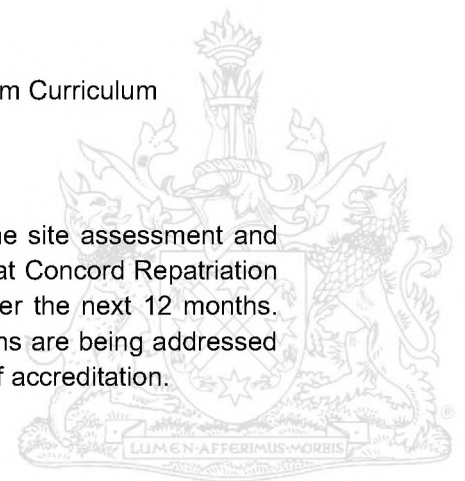 m Curriculum
ne site assessment and
at Concord Repatriation
er the next 12 months.
ns are being addressed
f accreditation.
LUMEN·AFFERIMUS·MORBIS
®